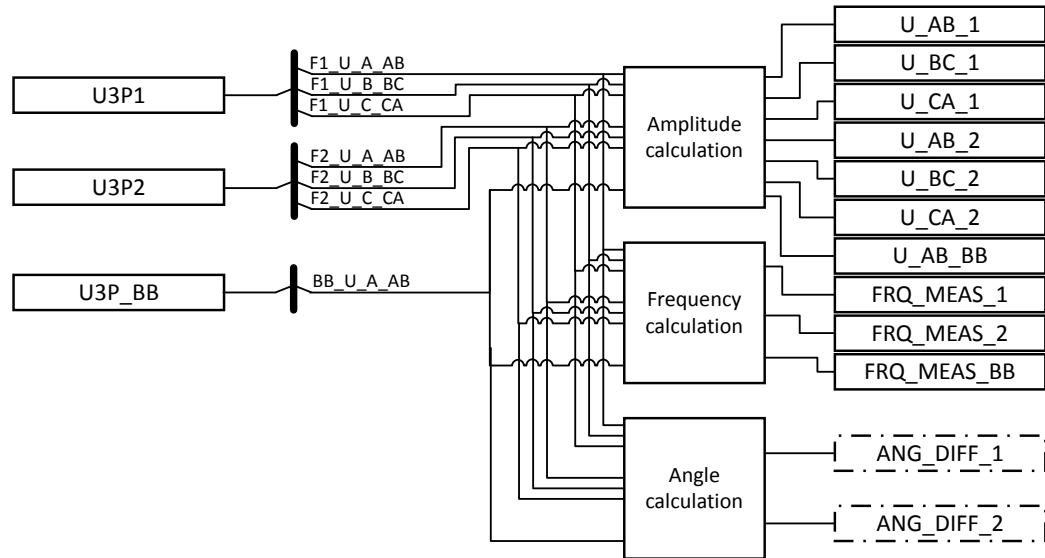 U3P1
F1_U_A_AB
F1_U_B_BC
F1_U_C_CA
U3P2
F2_U_A_AB
F2_U_B_BC
F2_U_C_CA
U3P_BB
BB_U_A_AB
Amplitude
calculation
Frequency
calculation
Angle
calculation
U_AB_1
U_BC_1
U_CA_1
U_AB_2
U_BC_2
U_CA_2
U_AB_BB
FRQ_MEAS_1
FRQ_MEAS_2
FRQ_MEAS_BB
ANG_DIFF_1
ANG_DIFF_2